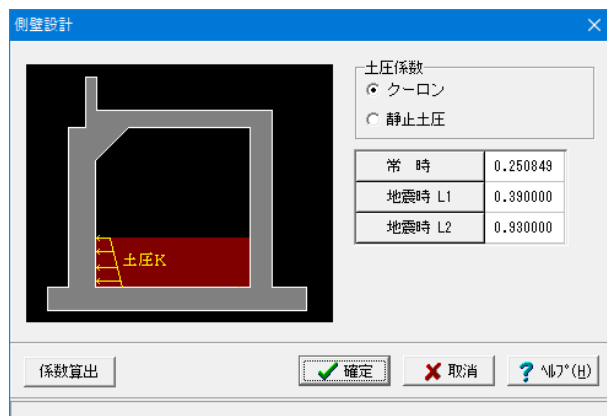 側壁設計
土圧係数
クーロン
静止土圧
常　時 0.250849
地震時 L1 0.390000
地震時 L2 0.930000
土圧K
係数算出 確定 取消 ﾍﾙﾌﾟ(H)